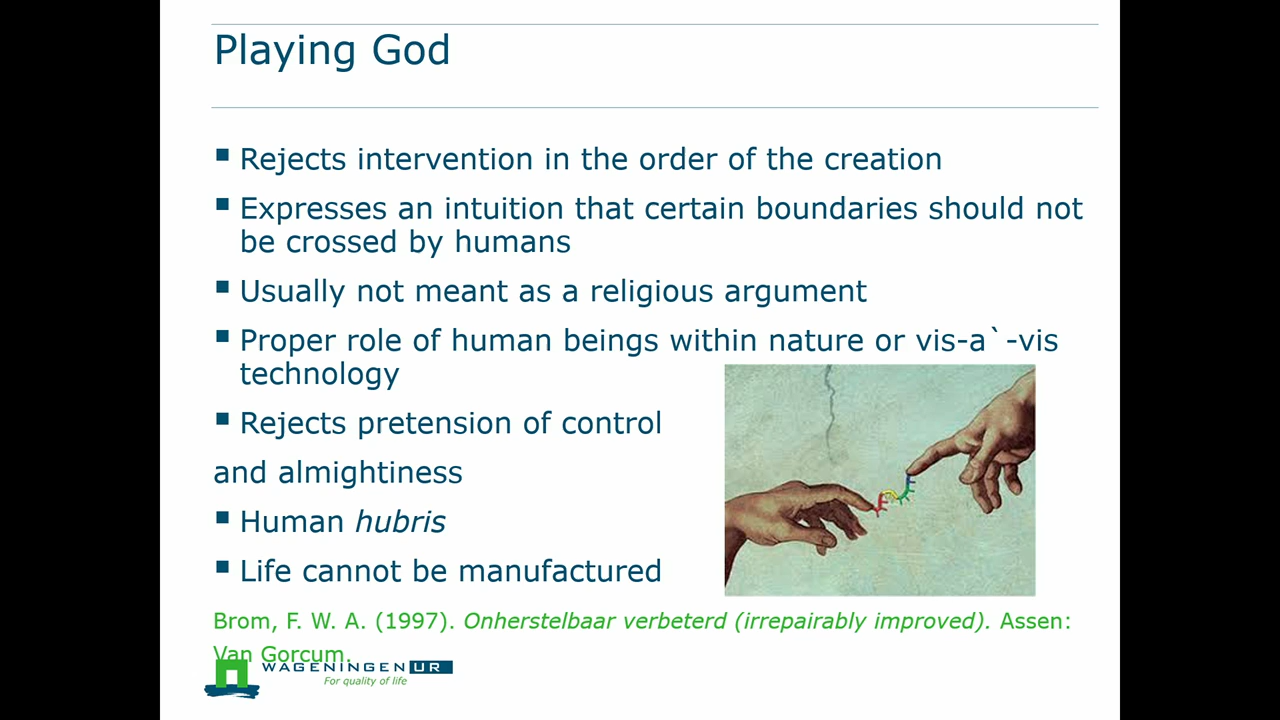 Playing God
Rejects intervention in the order of the creation
Expresses an intuition that certain boundaries should not
be crossed by humans
Usually not meant as a religious argument
Proper role of human beings within nature or vis-a`-vis
technology
Rejects pretension of control
and almightiness
Human hubris
Life cannot be manufactured
Brom, F. W. A. (1997). Onherstelbaar verbeterd (irrepairably improved). Assen:
Van Gorcum.
WAGENINGEN UR
For quality of life